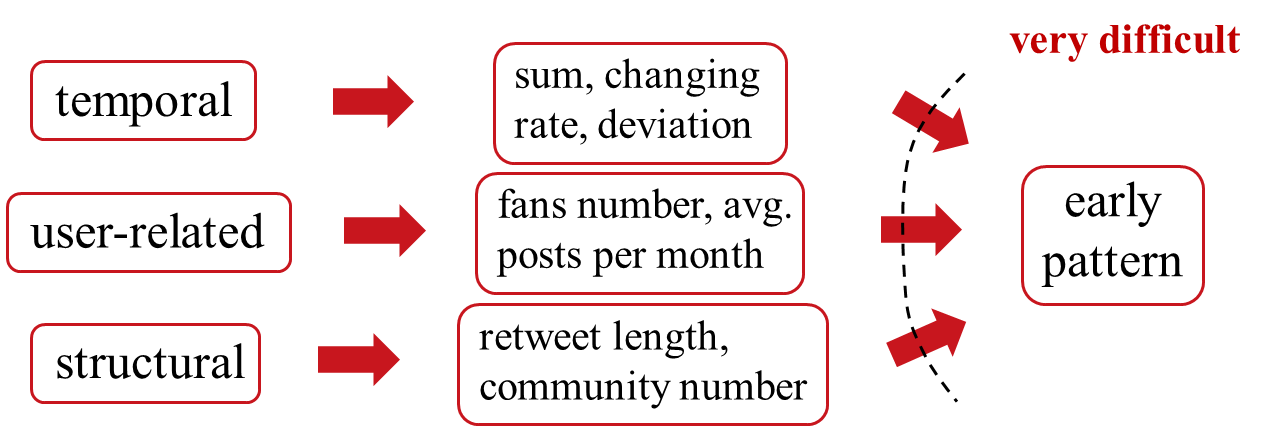 very difficult
temporal
sum, changing
rate, deviation
user-related
fans number, avg.
posts per month
early
pattern
structural
retweet length,
community number